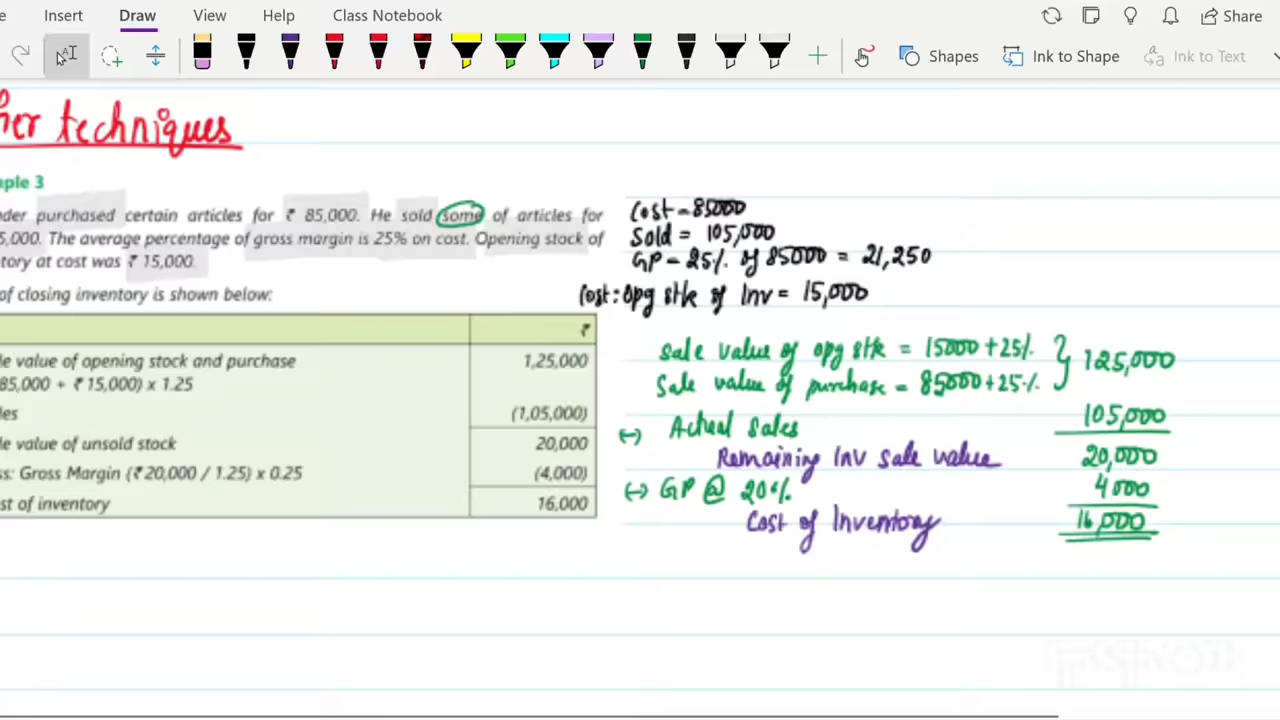 Insert Draw View Help Class Notebook Share
Shapes Ink to Shape Ink to Text
her techniques
mple 3
der purchased certain articles for ₹ 85,000. He sold some of articles for
5,000. The average percentage of gross margin is 25% on cost. Opening stock of
tory at cost was ₹ 15,000.
of closing inventory is shown below:
₹
le value of opening stock and purchase 1,25,000
85,000 + ₹ 15,000) x 1.25
les (1,05,000)
le value of unsold stock 20,000
ss: Gross Margin (₹ 20,000 / 1.25) x 0.25 (4,000)
st of inventory 16,000
Cost = 85000
Sold = 105,000
GP = 25% of 85000 = 21,250
Cost: Opg stk of Inv = 15,000
Sale value of opg stk = 15000 + 25%
Sale value of purchase = 85000 + 25% } 125,000
(-) Actual Sales 105,000
Remaining Inv Sale value 20,000
(-) GP @ 20% 4000
Cost of Inventory 16,000